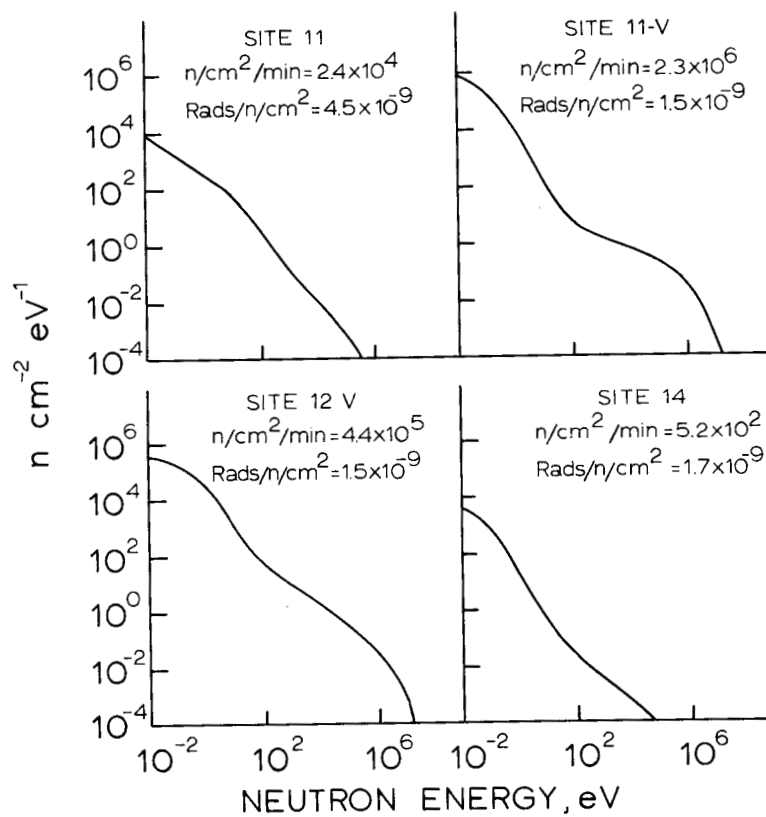 SITE 11
n/cm²/min = 2.4×10⁴
Rads/n/cm² = 4.5×10⁻⁹
SITE 11-V
n/cm²/min = 2.3×10⁶
Rads/n/cm² = 1.5×10⁻⁹
10⁶
10⁴
10²
10⁰
10⁻²
10⁻⁴
n cm⁻² eV⁻¹
SITE 12 V
n/cm²/min = 4.4×10⁵
Rads/n/cm² = 1.5×10⁻⁹
SITE 14
n/cm²/min = 5.2×10²
Rads/n/cm² = 1.7×10⁻⁹
10⁶
10⁴
10²
10⁰
10⁻²
10⁻⁴
10⁻² 10² 10⁶ 10⁻² 10² 10⁶
NEUTRON ENERGY, eV